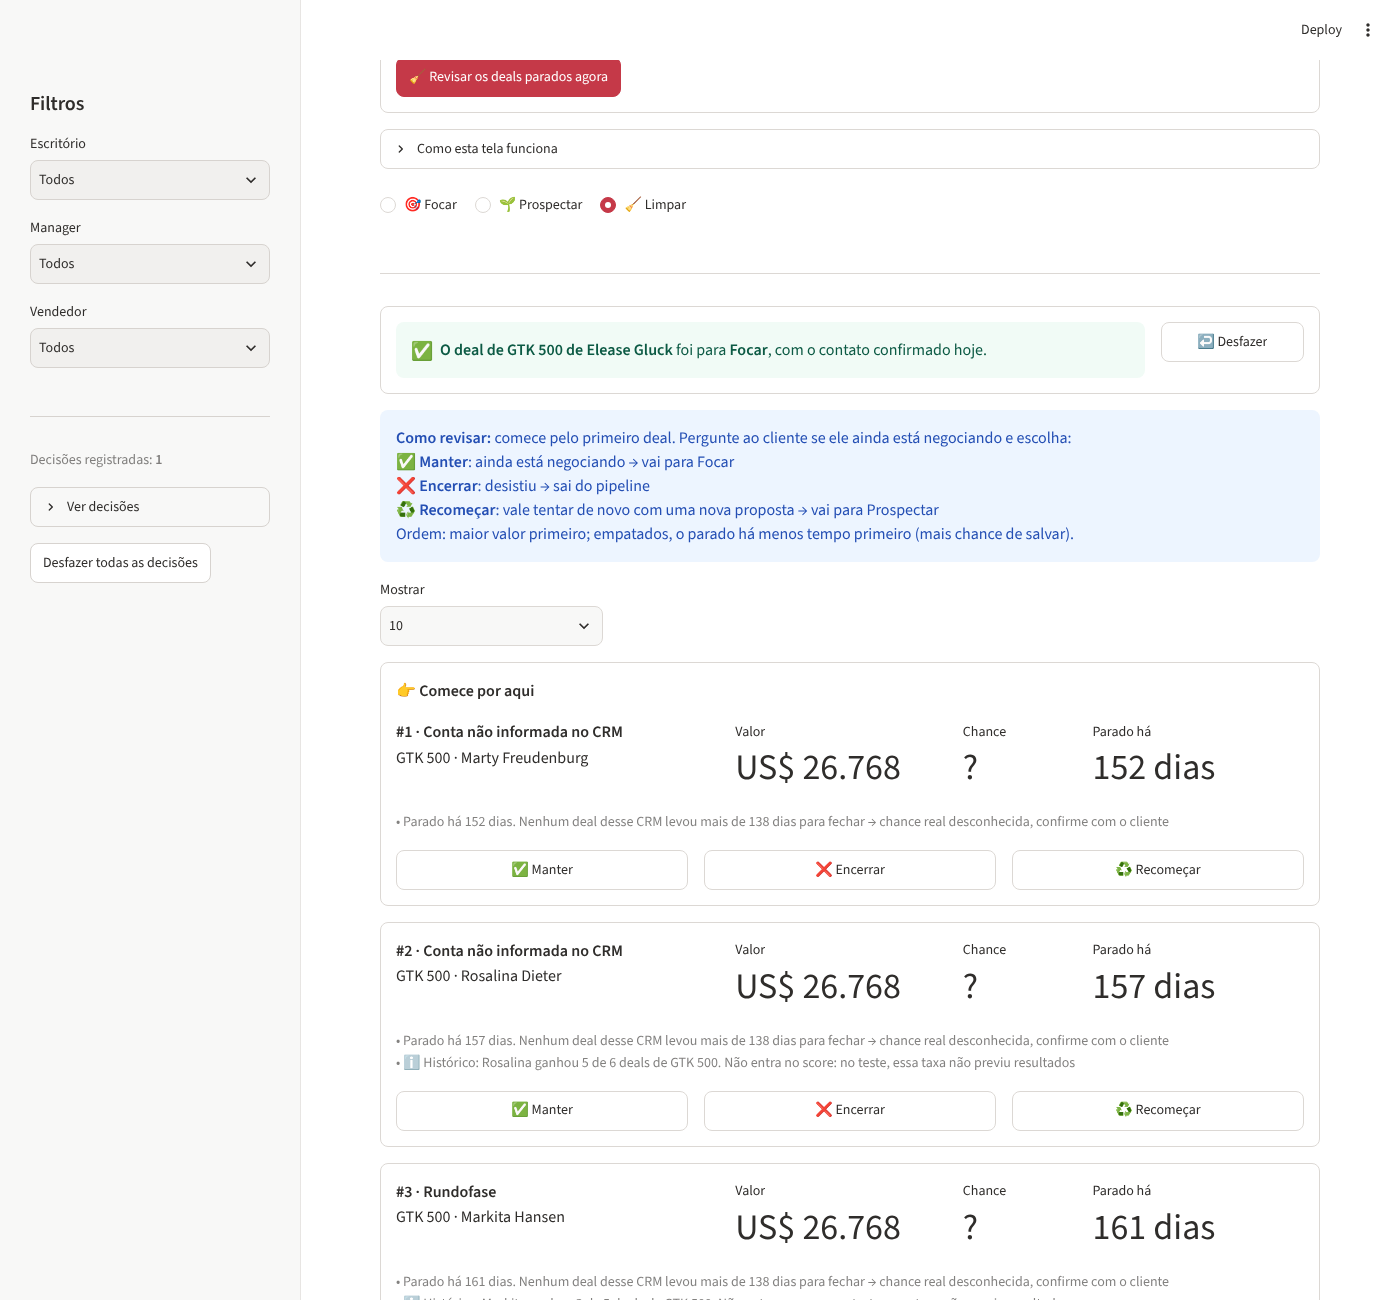 Deploy
Filtros
Escritório
Todos
Manager
Todos
Vendedor
Todos
Decisões registradas: 1
Ver decisões
Desfazer todas as decisões
🧹 Revisar os deals parados agora
Como esta tela funciona
🎯 Focar 🌱 Prospectar 🧹 Limpar
✅ O deal de GTK 500 de Elease Gluck foi para Focar, com o contato confirmado hoje.
↩️ Desfazer
Como revisar: comece pelo primeiro deal. Pergunte ao cliente se ele ainda está negociando e escolha:
✅ Manter: ainda está negociando → vai para Focar
❌ Encerrar: desistiu → sai do pipeline
♻️ Recomeçar: vale tentar de novo com uma nova proposta → vai para Prospectar
Ordem: maior valor primeiro; empatados, o parado há menos tempo primeiro (mais chance de salvar).
Mostrar
10
👉 Comece por aqui
#1 · Conta não informada no CRM
GTK 500 · Marty Freudenburg
Valor
US$ 26.768
Chance
?
Parado há
152 dias
• Parado há 152 dias. Nenhum deal desse CRM levou mais de 138 dias para fechar → chance real desconhecida, confirme com o cliente
✅ Manter
❌ Encerrar
♻️ Recomeçar
#2 · Conta não informada no CRM
GTK 500 · Rosalina Dieter
Valor
US$ 26.768
Chance
?
Parado há
157 dias
• Parado há 157 dias. Nenhum deal desse CRM levou mais de 138 dias para fechar → chance real desconhecida, confirme com o cliente
• ℹ️ Histórico: Rosalina ganhou 5 de 6 deals de GTK 500. Não entra no score: no teste, essa taxa não previu resultados
✅ Manter
❌ Encerrar
♻️ Recomeçar
#3 · Rundofase
GTK 500 · Markita Hansen
Valor
US$ 26.768
Chance
?
Parado há
161 dias
• Parado há 161 dias. Nenhum deal desse CRM levou mais de 138 dias para fechar → chance real desconhecida, confirme com o cliente